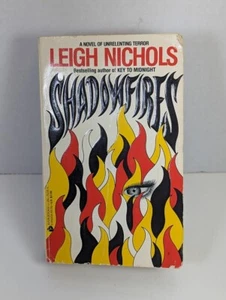 A NOVEL OF UNRELENTING TERROR
LEIGH NICHOLS
Bestselling author of KEY TO MIDNIGHT
SHADOWFIRES